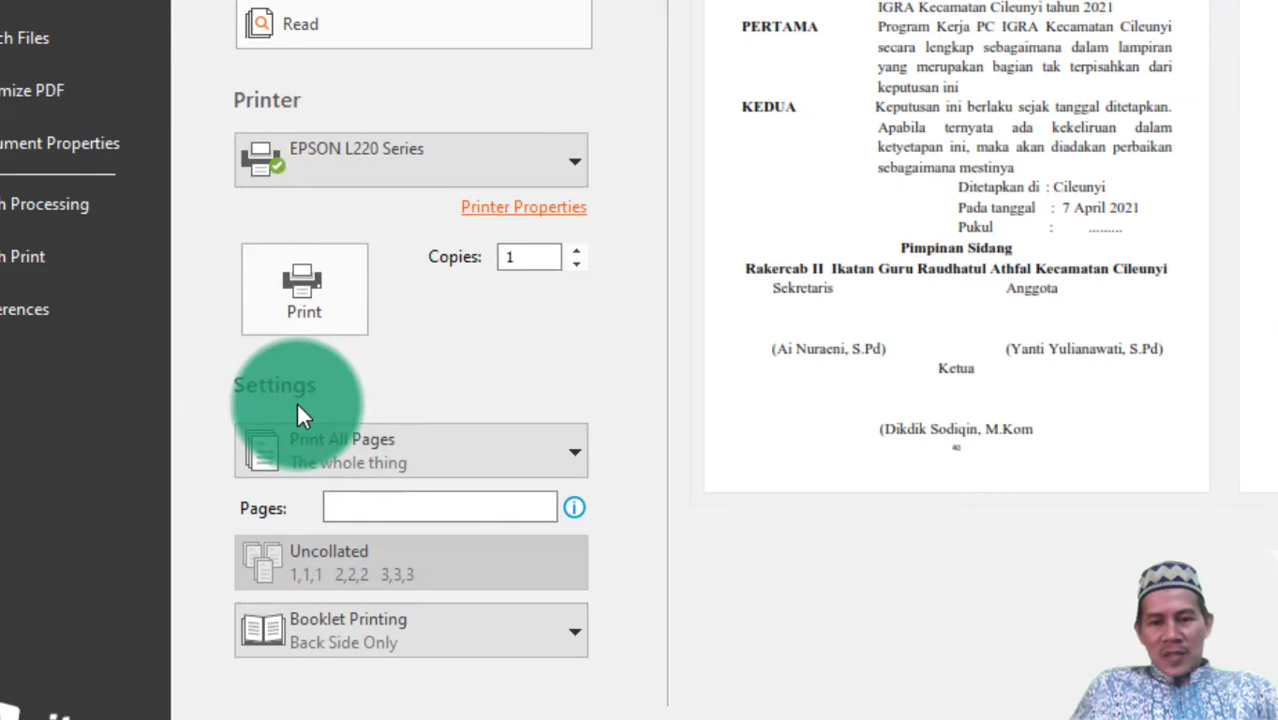 ch Files
mize PDF
ument Properties
h Processing
h Print
erences
Read
Printer
EPSON L220 Series
Printer Properties
Copies: 1
Print
Settings
Print All Pages
The whole thing
Pages:
Uncollated
1,1,1 2,2,2 3,3,3
Booklet Printing
Back Side Only
IGRA Kecamatan Cileunyi tahun 2021
PERTAMA Program Kerja PC IGRA Kecamatan Cileunyi
secara lengkap sebagaimana dalam lampiran
yang merupakan bagian tak terpisahkan dari
keputusan ini
KEDUA Keputusan ini berlaku sejak tanggal ditetapkan.
Apabila ternyata ada kekeliruan dalam
ketyetapan ini, maka akan diadakan perbaikan
sebagaimana mestinya
Ditetapkan di : Cileunyi
Pada tanggal : 7 April 2021
Pukul : .........
Pimpinan Sidang
Rakercab II Ikatan Guru Raudhatul Athfal Kecamatan Cileunyi
Sekretaris Anggota
(Ai Nuraeni, S.Pd) (Yanti Yulianawati, S.Pd)
Ketua
(Dikdik Sodiqin, M.Kom
40